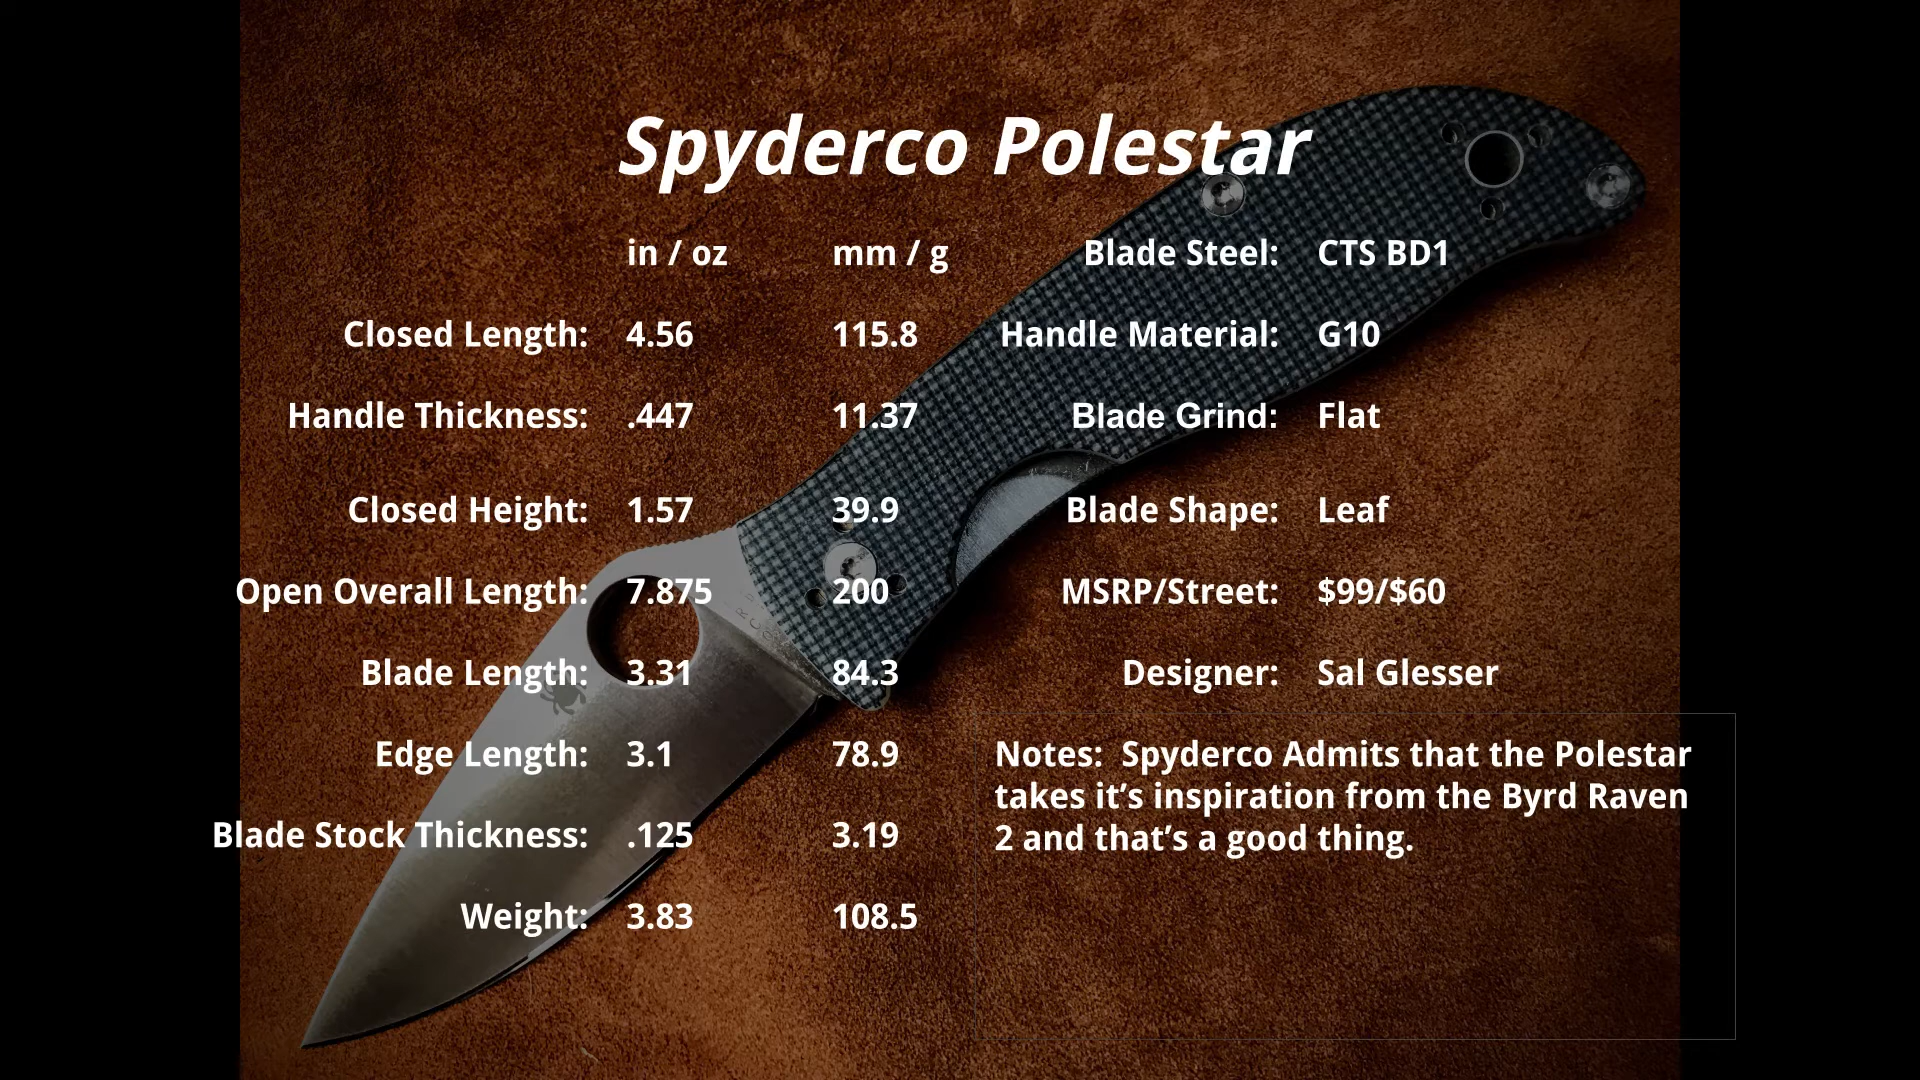 Spyderco Polestar
in / oz mm / g
Closed Length: 4.56 115.8
Handle Thickness: .447 11.37
Closed Height: 1.57 39.9
Open Overall Length: 7.875 200
Blade Length: 3.31 84.3
Edge Length: 3.1 78.9
Blade Stock Thickness: .125 3.19
Weight: 3.83 108.5
Blade Steel: CTS BD1
Handle Material: G10
Blade Grind: Flat
Blade Shape: Leaf
MSRP/Street: $99/$60
Designer: Sal Glesser
Notes: Spyderco Admits that the Polestar
takes it’s inspiration from the Byrd Raven
2 and that’s a good thing.